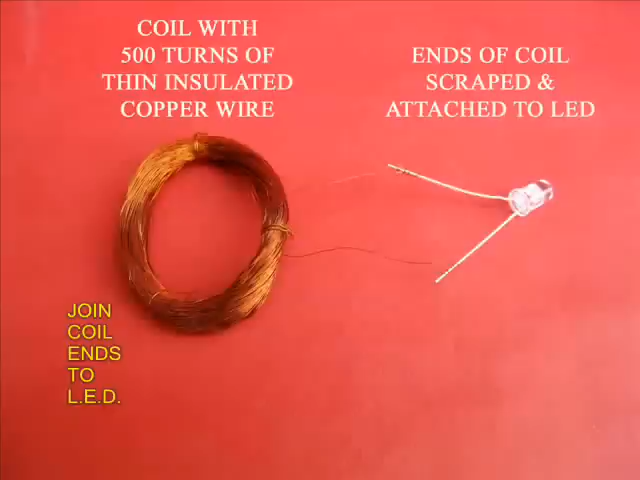 COIL WITH
500 TURNS OF
THIN INSULATED
COPPER WIRE
ENDS OF COIL
SCRAPED &
ATTACHED TO LED
JOIN
COIL
ENDS
TO
L.E.D.